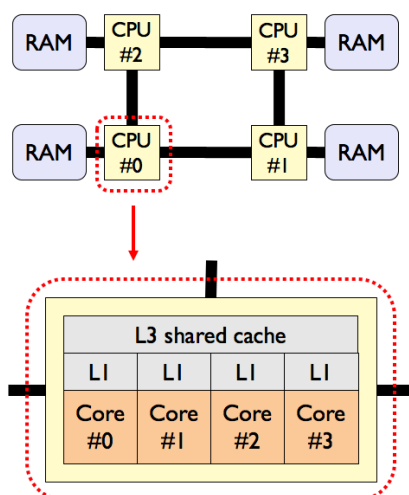 RAM
CPU
#2
CPU
#3
RAM
RAM
CPU
#0
CPU
#1
RAM
L3 shared cache
L1 L1 L1 L1
Core Core Core Core
#0 #1 #2 #3